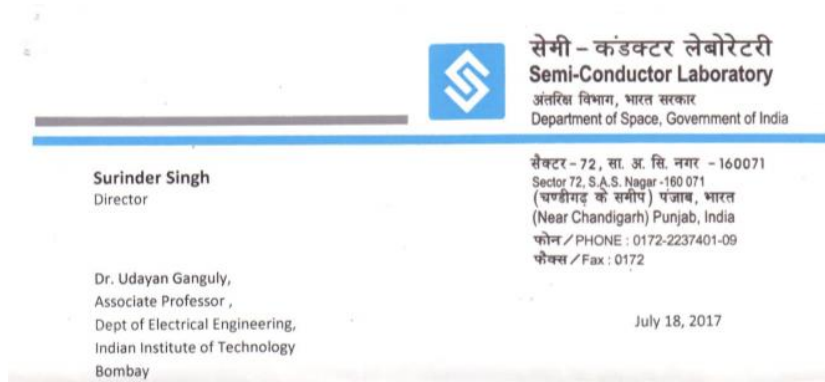 सेमी – कंडक्टर लेबोरेटरी
Semi-Conductor Laboratory
अंतरिक्ष विभाग, भारत सरकार
Department of Space, Government of India
सैक्टर – 72, सा. अ. सि. नगर – 160071
Sector 72, S.A.S. Nagar -160 071
(चण्डीगढ़ के समीप) पंजाब, भारत
(Near Chandigarh) Punjab, India
फोन / PHONE : 0172-2237401-09
फैक्स / Fax : 0172
Surinder Singh
Director
Dr. Udayan Ganguly,
Associate Professor ,
Dept of Electrical Engineering,
Indian Institute of Technology
Bombay
July 18, 2017